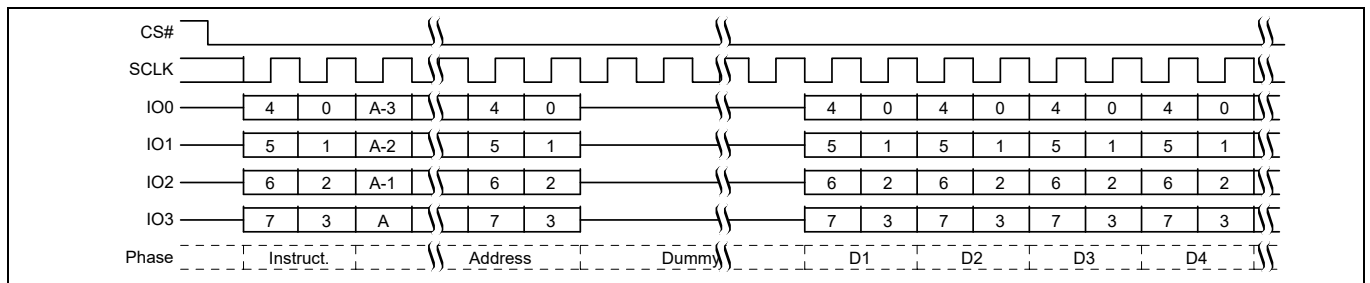 CS#
SCLK
IO0 4 0 A-3 4 0 4 0 4 0 4 0 4 0
IO1 5 1 A-2 5 1 5 1 5 1 5 1 5 1
IO2 6 2 A-1 6 2 6 2 6 2 6 2 6 2
IO3 7 3 A 7 3 7 3 7 3 7 3 7 3
Phase Instruct. Address Dummy D1 D2 D3 D4